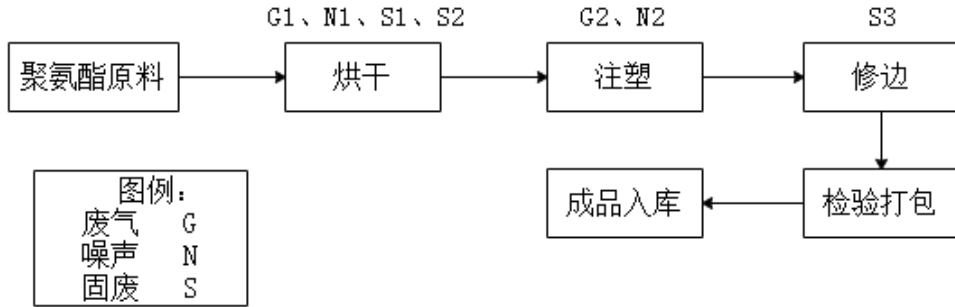 G1、N1、S1、S2
G2、N2
S3
聚氨酯原料
烘干
注塑
修边
图例：
废气 G
噪声 N
固废 S
成品入库
检验打包